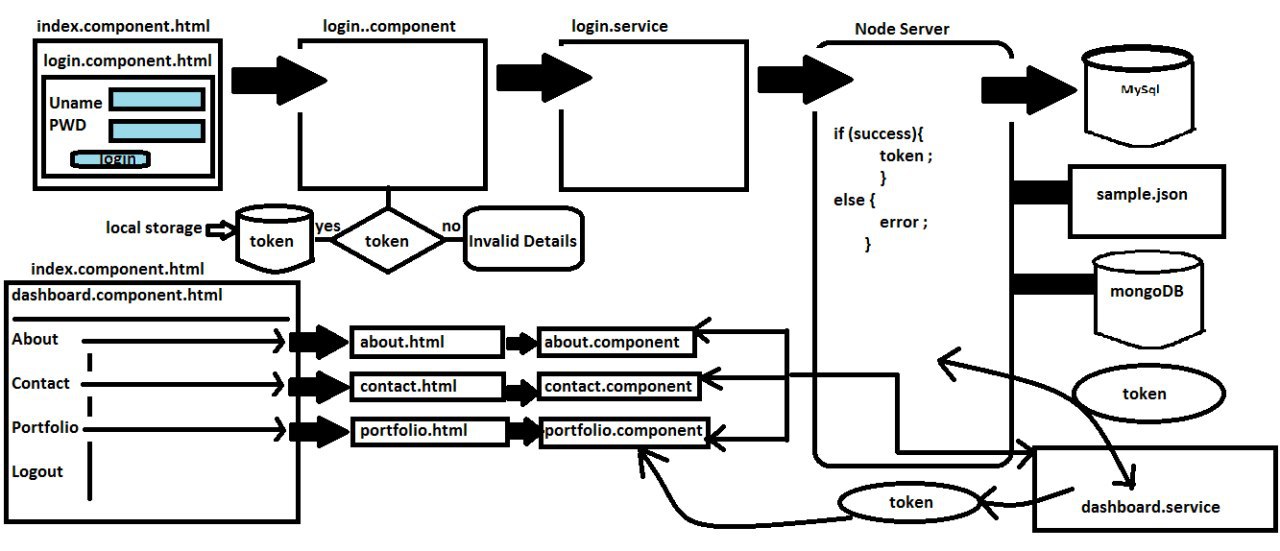 index.component.html
login..component
login.service
Node Server
login.component.html
Uname
PWD
login
MySql
if (success){
token ;
}
else {
error ;
}
sample.json
local storage
token
yes
token
no
Invalid Details
mongoDB
index.component.html
dashboard.component.html
About
about.html
about.component
Contact
contact.html
contact.component
token
Portfolio
portfolio.html
portfolio.component
Logout
token
dashboard.service